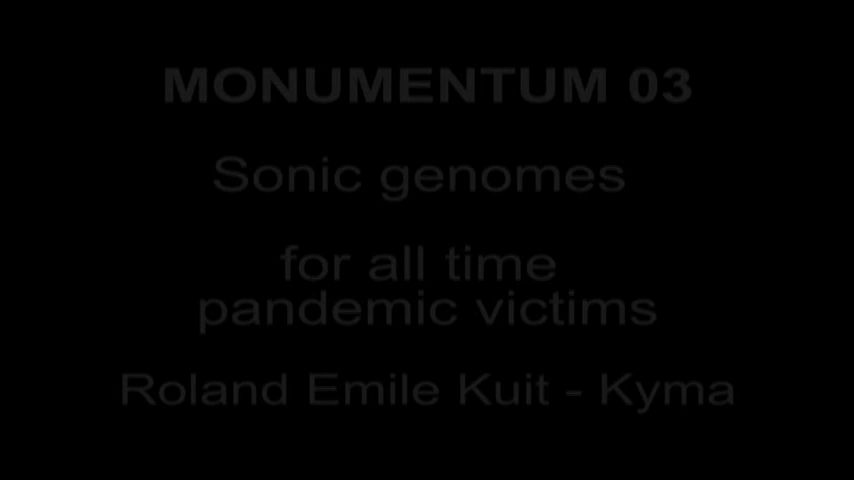 MONUMENTUM 03
Sonic genomes
for all time
pandemic victims
Roland Emile Kuit - Kyma